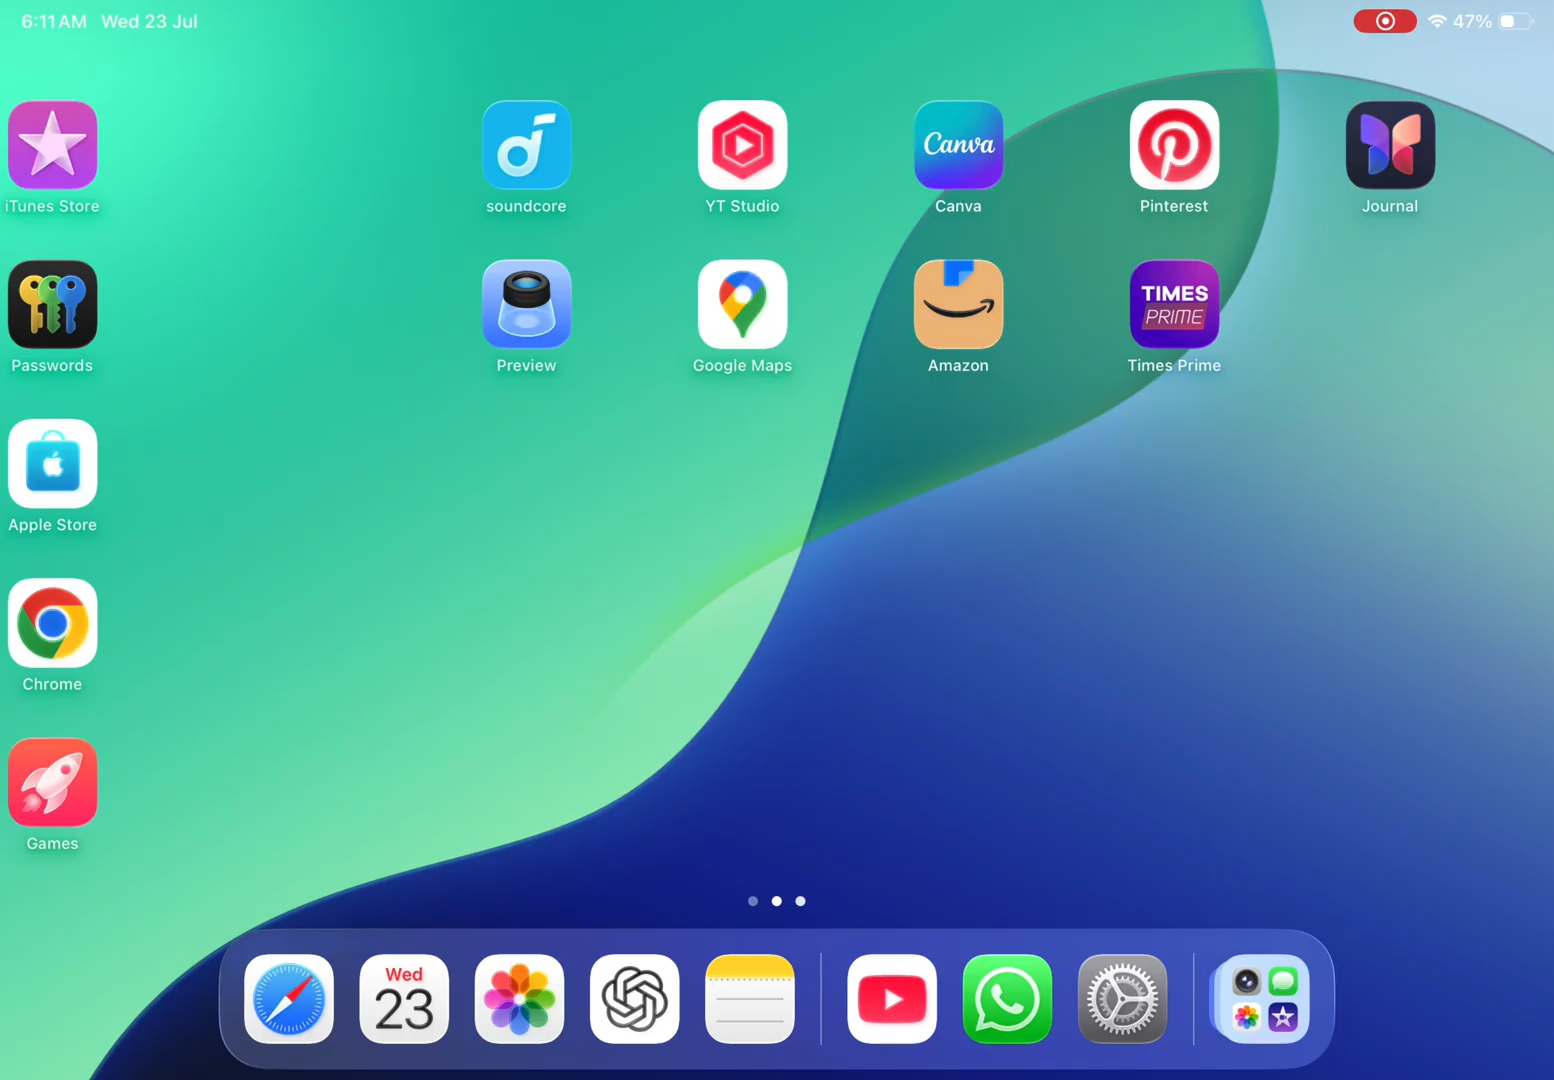 6:11 AM Wed 23 Jul
47%
Canva
iTunes Store
soundcore
YT Studio
Canva
Pinterest
Journal
TIMES
PRIME
Passwords
Preview
Google Maps
Amazon
Times Prime
Apple Store
Chrome
Games
Wed
23